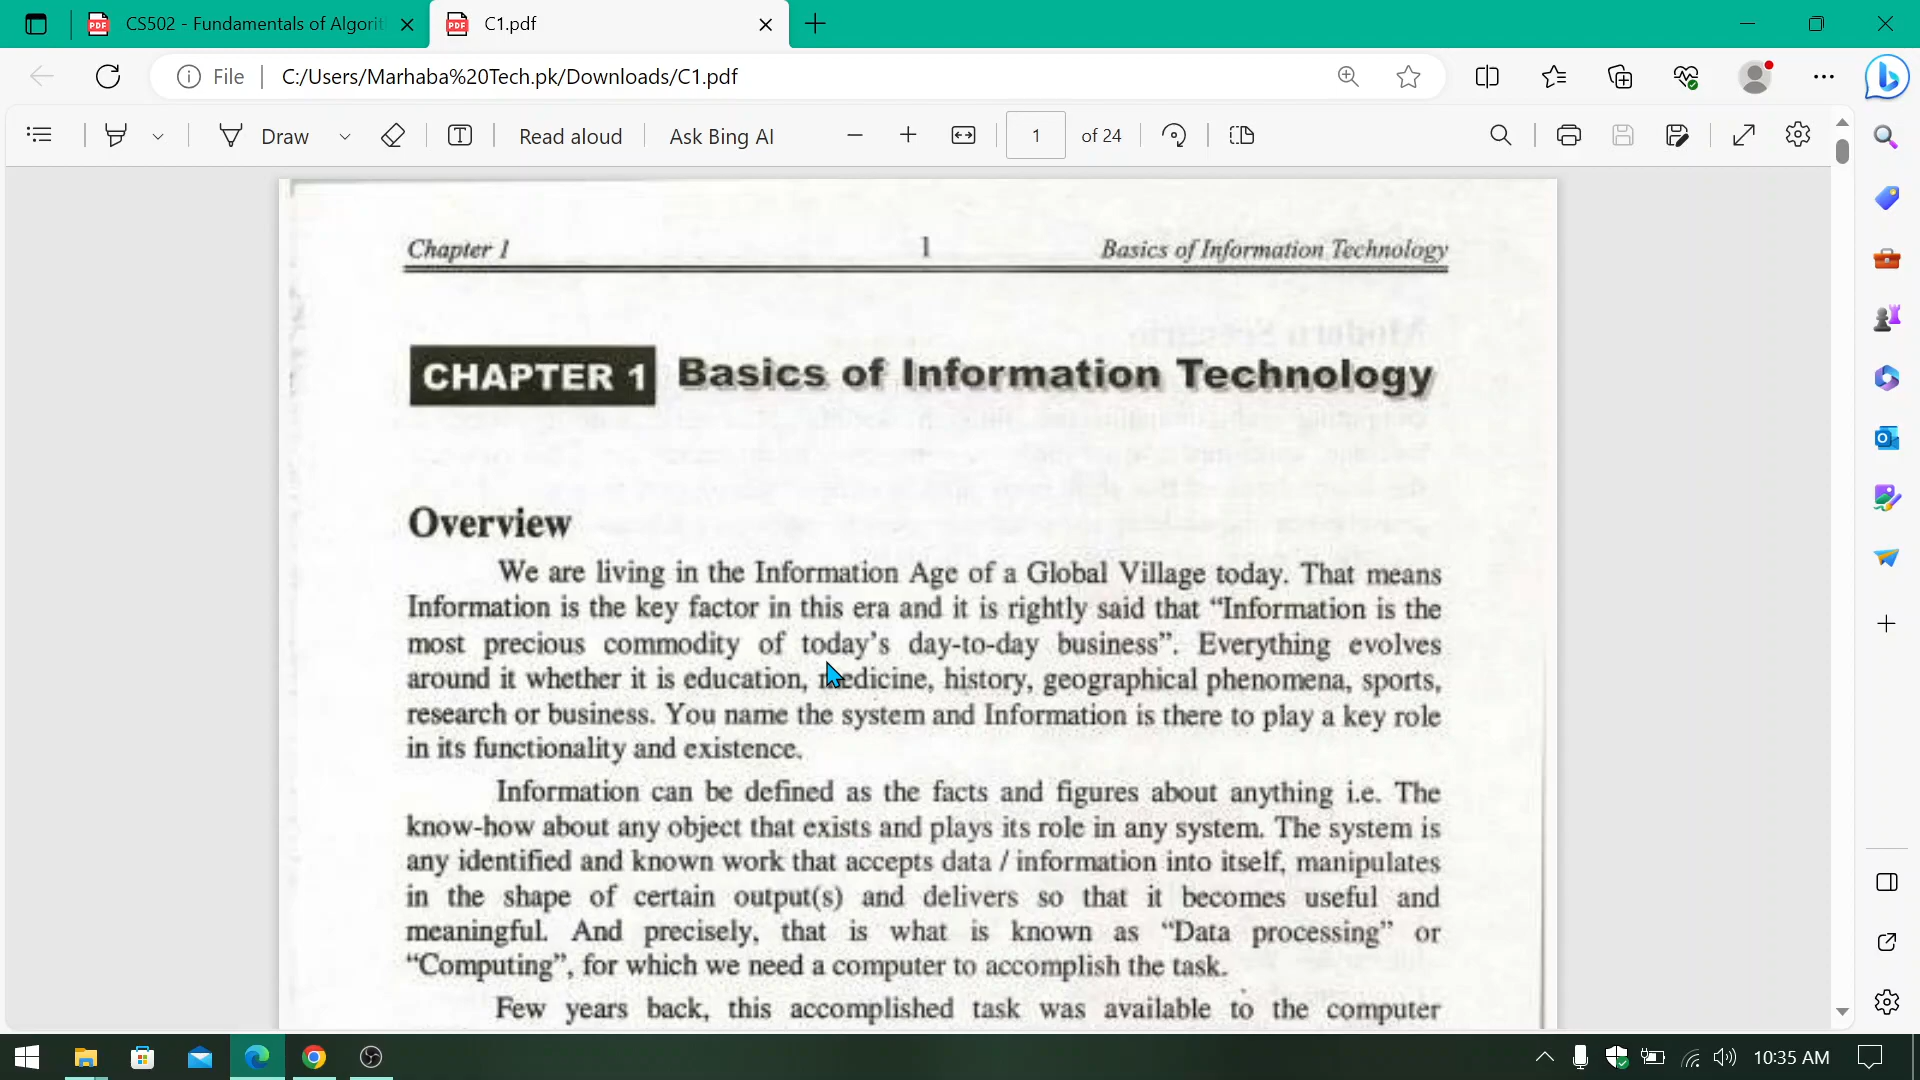 CS502 - Fundamentals of Algorit
C1.pdf
File
C:/Users/Marhaba%20Tech.pk/Downloads/C1.pdf
Draw
Read aloud
Ask Bing AI
1
of 24
Chapter 1
1
Basics of Information Technology
CHAPTER 1 Basics of Information Technology
Overview
We are living in the Information Age of a Global Village today. That means
Information is the key factor in this era and it is rightly said that “Information is the
most precious commodity of today’s day-to-day business”. Everything evolves
around it whether it is education, medicine, history, geographical phenomena, sports,
research or business. You name the system and Information is there to play a key role
in its functionality and existence.
Information can be defined as the facts and figures about anything i.e. The
know-how about any object that exists and plays its role in any system. The system is
any identified and known work that accepts data / information into itself, manipulates
in the shape of certain output(s) and delivers so that it becomes useful and
meaningful. And precisely, that is what is known as “Data processing” or
“Computing”, for which we need a computer to accomplish the task.
Few years back, this accomplished task was available to the computer
10:35 AM